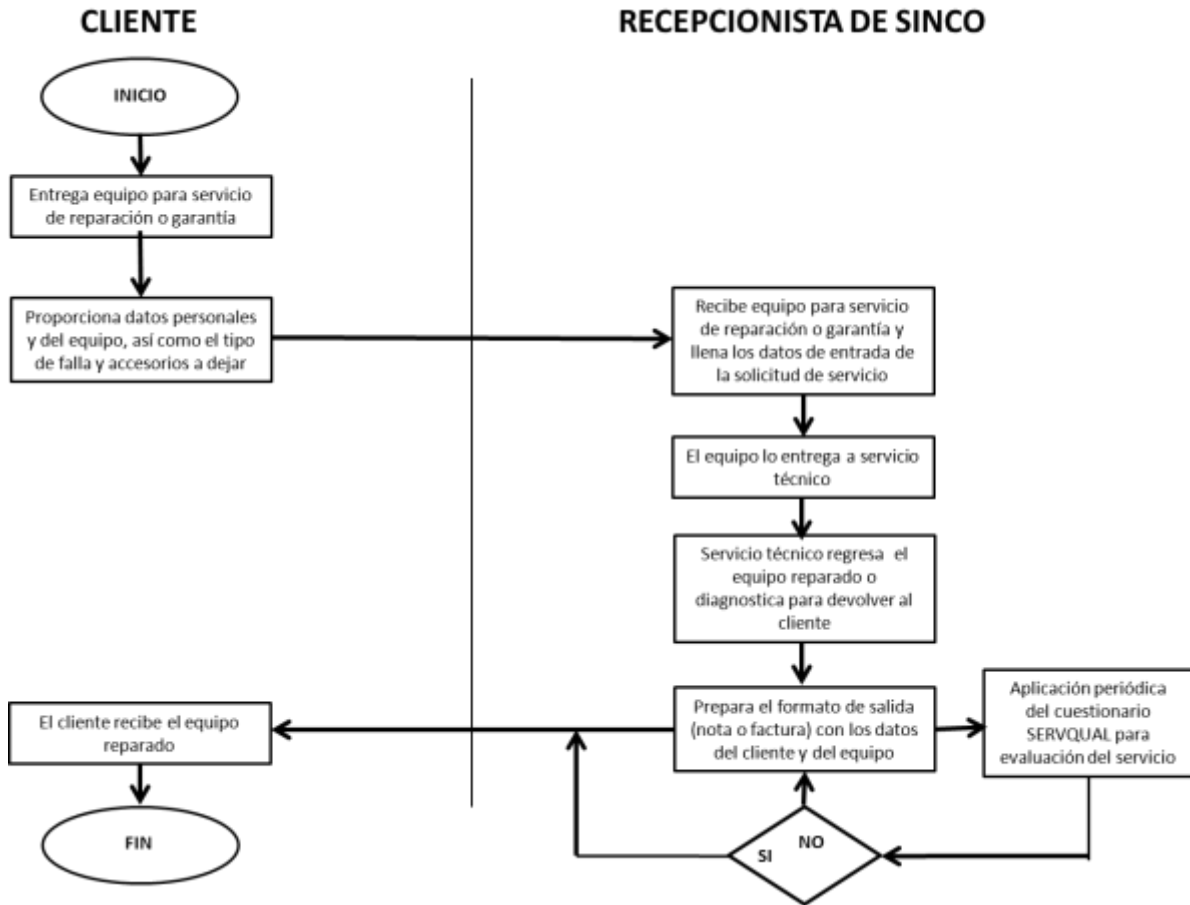 CLIENTE
RECEPCIONISTA DE SINCO
INICIO
Entrega equipo para servicio
de reparación o garantía
Proporciona datos personales
y del equipo, así como el tipo
de falla y accesorios a dejar
Recibe equipo para servicio
de reparación o garantía y
llena los datos de entrada de
la solicitud de servicio
El equipo lo entrega a servicio
técnico
Servicio técnico regresa el
equipo reparado o
diagnostica para devolver al
cliente
Prepara el formato de salida
(nota o factura) con los datos
del cliente y del equipo
Aplicación periódica
del cuestionario
SERVQUAL para
evaluación del servicio
NO
SI
El cliente recibe el equipo
reparado
FIN